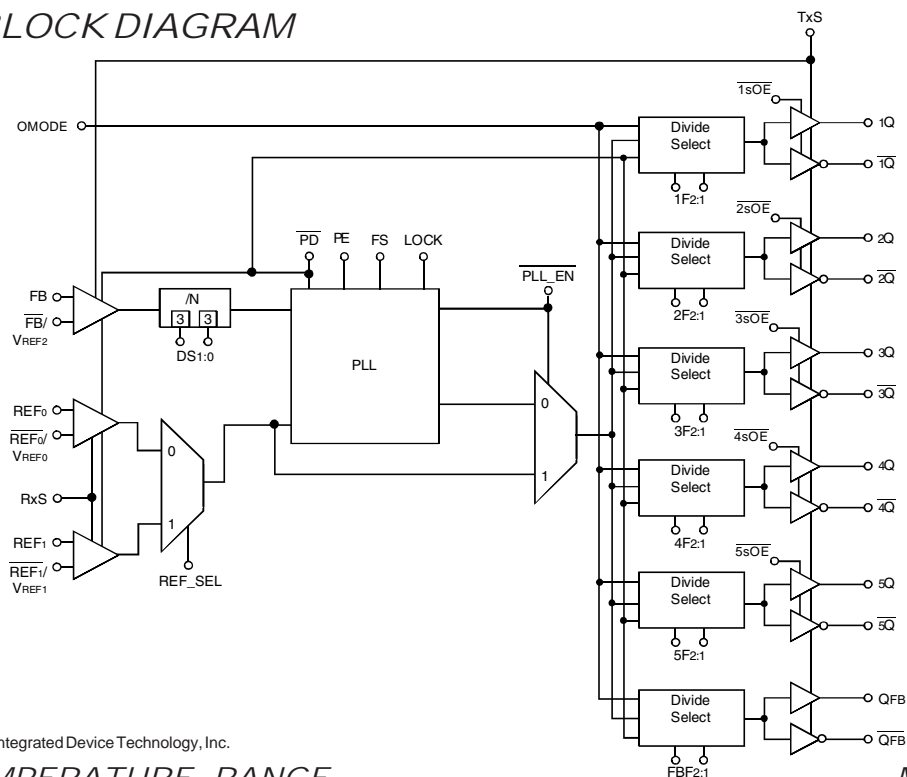 BLOCK DIAGRAM
TxS
1sOE
OMODE
Divide
Select
1Q
1Q
1F2:1
2sOE
PD PE FS LOCK
PLL_EN
Divide
Select
2Q
2Q
2F2:1
FB
FB/
VREF2
/N
3 3
DS1:0
PLL
3sOE
Divide
Select
3Q
3Q
3F2:1
0
1
REF0
REF0/
VREF0
0
1
RxS
4sOE
Divide
Select
4Q
4Q
4F2:1
REF1
REF1/
VREF1
REF_SEL
5sOE
Divide
Select
5Q
5Q
5F2:1
Divide
Select
QFB
QFB
FBF2:1
Integrated Device Technology, Inc.
RANGE